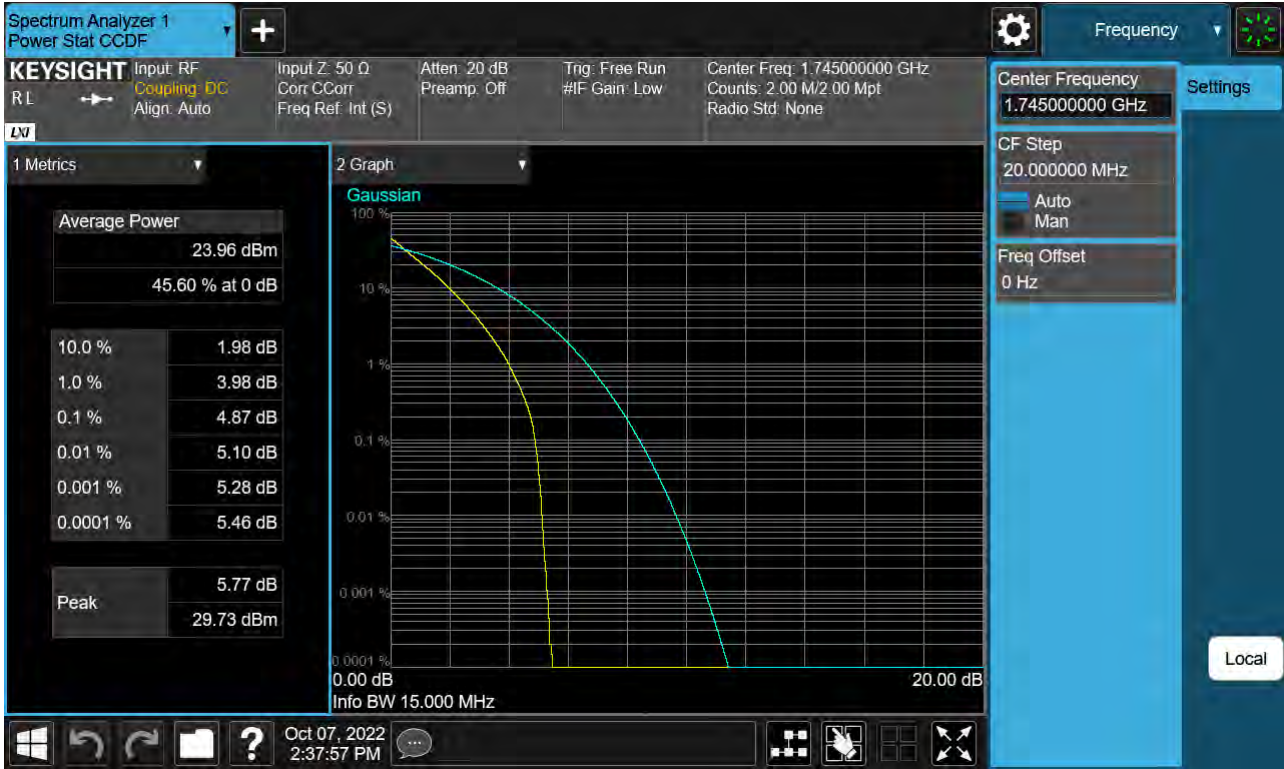 Spectrum Analyzer 1
Power Stat CCDF
+
Frequency
KEYSIGHT
R L
LXI
Input: RF
Coupling: DC
Align: Auto
Input Z: 50 Ω
Corr CCorr
Freq Ref: Int (S)
Atten: 20 dB
Preamp: Off
Trig: Free Run
#IF Gain: Low
Center Freq: 1.745000000 GHz
Counts: 2.00 M/2.00 Mpt
Radio Std: None
Center Frequency
1.745000000 GHz
Settings
CF Step
20.000000 MHz
Auto
Man
Freq Offset
0 Hz
1 Metrics
Average Power
23.96 dBm
45.60 % at 0 dB
10.0 % 1.98 dB
1.0 % 3.98 dB
0.1 % 4.87 dB
0.01 % 5.10 dB
0.001 % 5.28 dB
0.0001 % 5.46 dB
Peak
5.77 dB
29.73 dBm
2 Graph
Gaussian
100 %
10 %
1 %
0.1 %
0.01 %
0.001 %
0.0001 %
0.00 dB 20.00 dB
Info BW 15.000 MHz
Local
?
Oct 07, 2022
2:37:57 PM